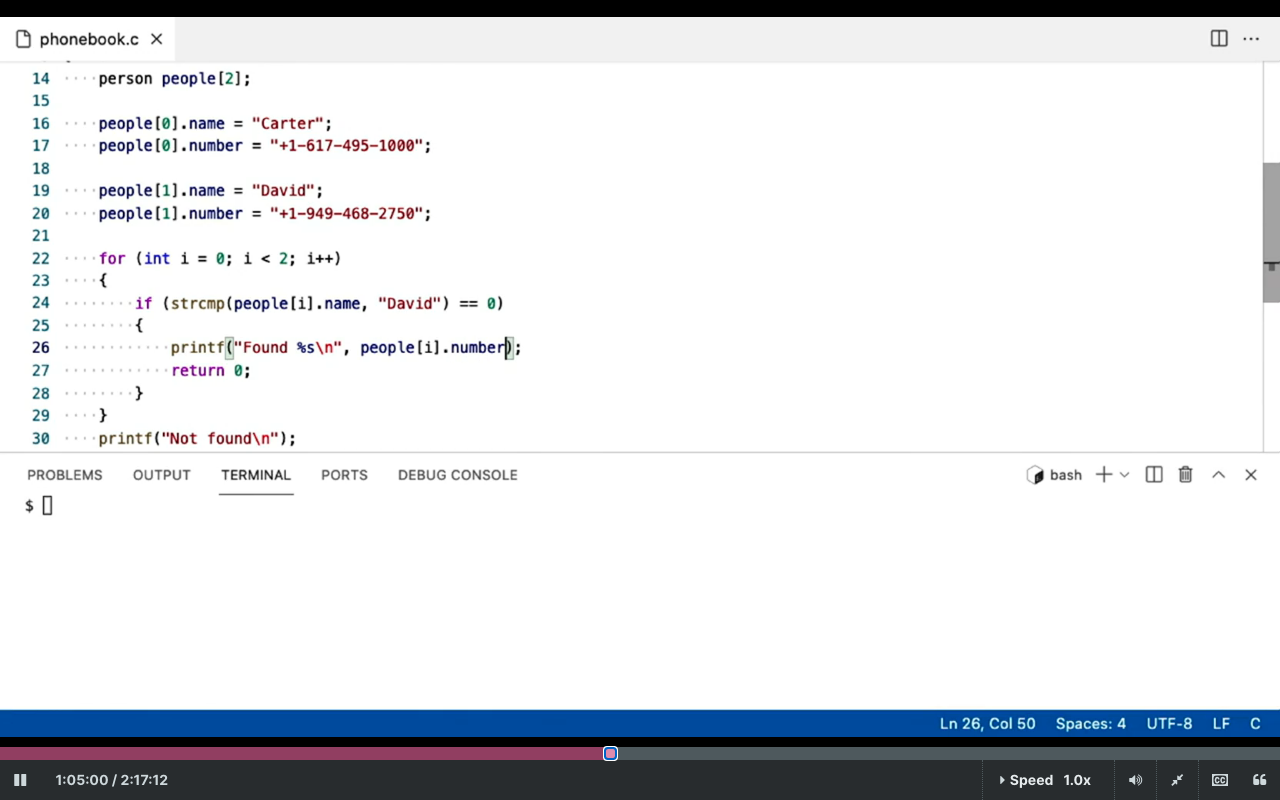 phonebook.c
14 person people[2];
15
16 people[0].name = "Carter";
17 people[0].number = "+1-617-495-1000";
18
19 people[1].name = "David";
20 people[1].number = "+1-949-468-2750";
21
22 for (int i = 0; i < 2; i++)
23 {
24 if (strcmp(people[i].name, "David") == 0)
25 {
26 printf("Found %s\n", people[i].number);
27 return 0;
28 }
29 }
30 printf("Not found\n");
PROBLEMS OUTPUT TERMINAL PORTS DEBUG CONSOLE bash
$
Ln 26, Col 50 Spaces: 4 UTF-8 LF C
1:05:00 / 2:17:12 Speed 1.0x CC